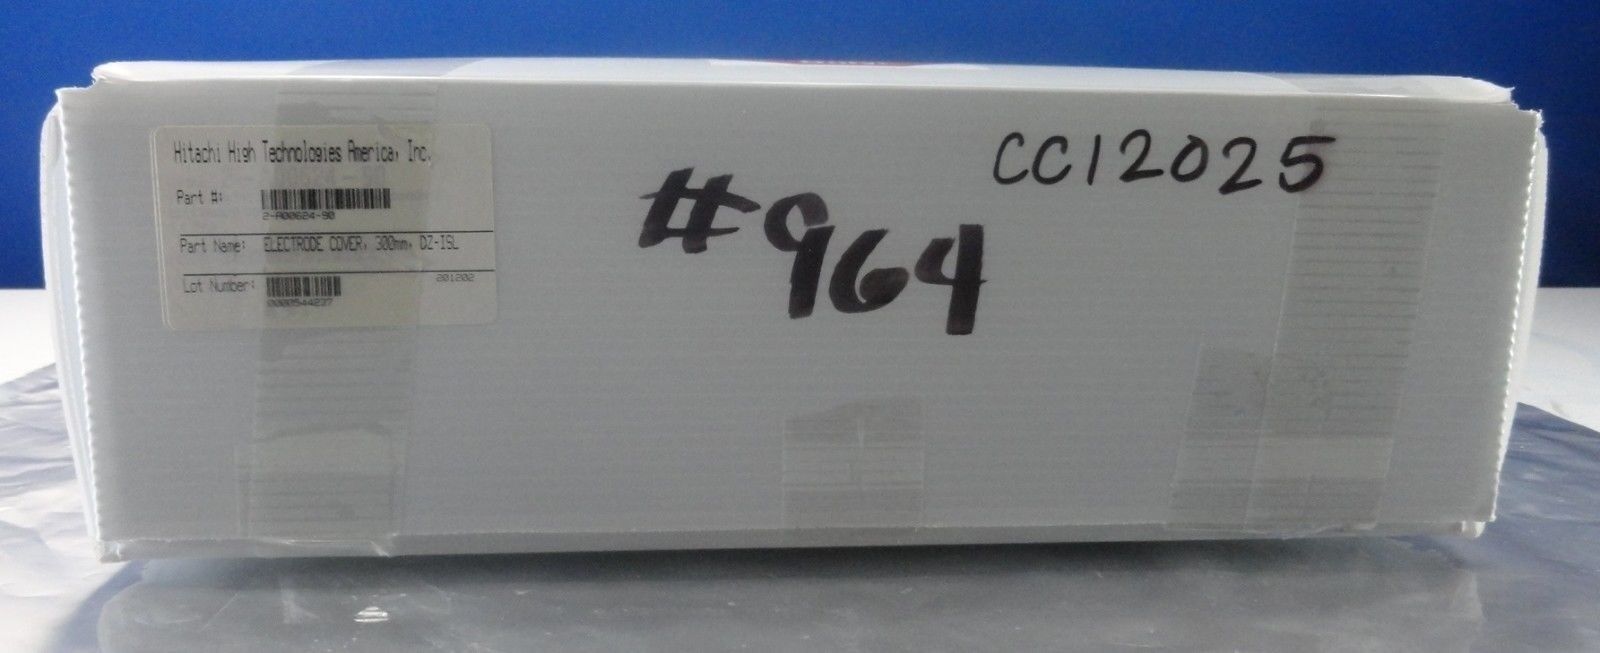 Hitachi High Technologies America, Inc.
Part #:
2-A00624-90
Part Name: ELECTRODE COVER, 300mm, DZ-ISL
201202
Lot Number:
0000544237
#964
CC12025